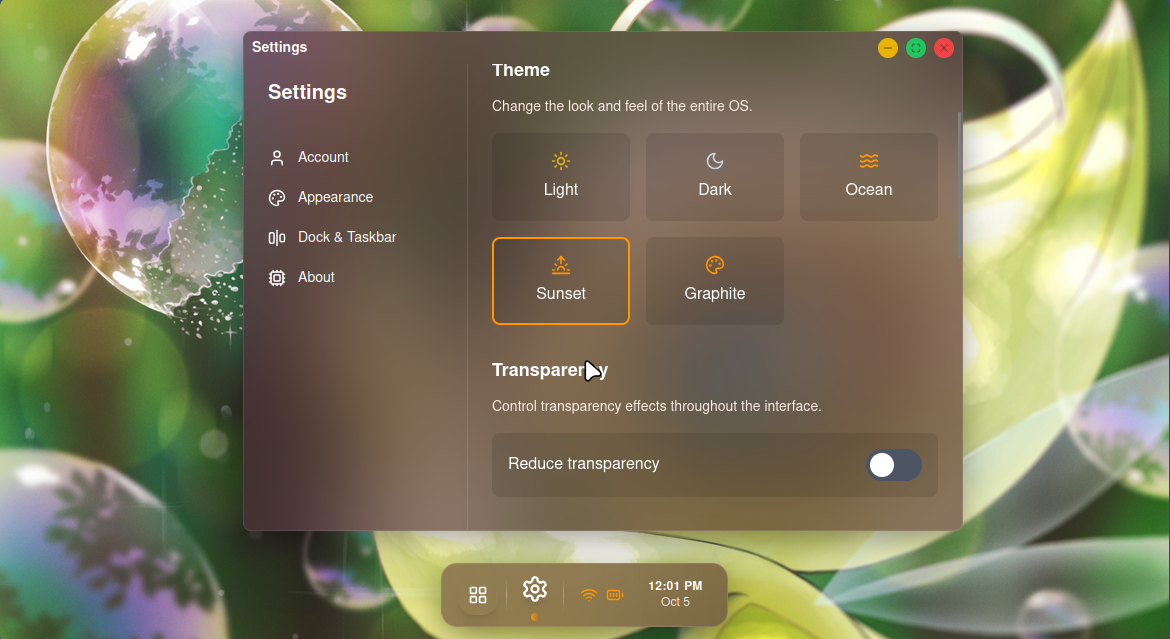 Settings
Settings
Account
Appearance
Dock & Taskbar
About
Theme
Change the look and feel of the entire OS.
Light
Dark
Ocean
Sunset
Graphite
Transparency
Control transparency effects throughout the interface.
Reduce transparency
12:01 PM
Oct 5